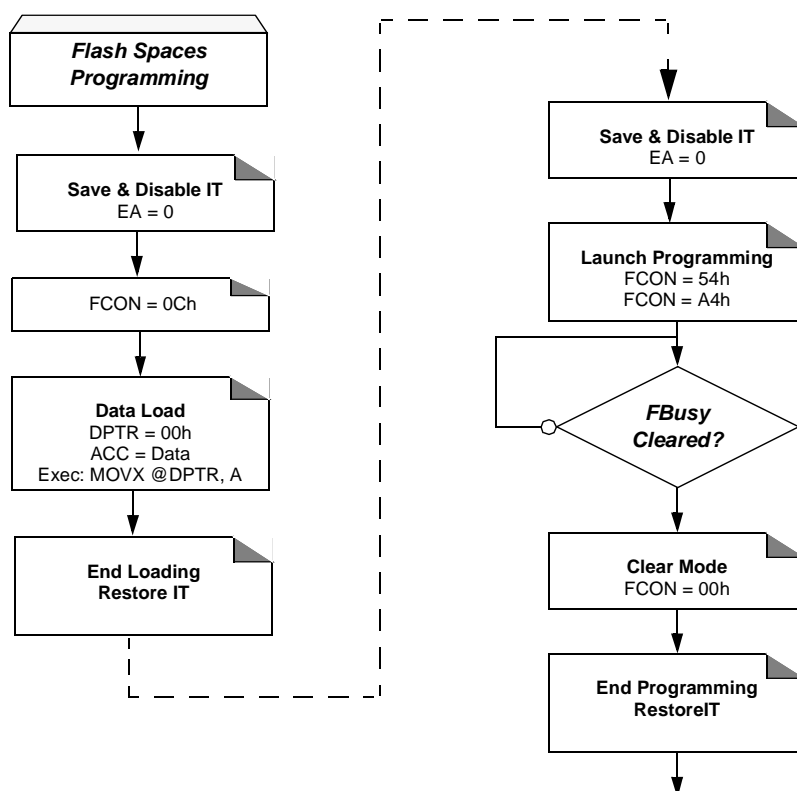 Flash Spaces
Programming
Save & Disable IT
EA = 0
FCON = 0Ch
Data Load
DPTR = 00h
ACC = Data
Exec: MOVX @DPTR, A
End Loading
Restore IT
Save & Disable IT
EA = 0
Launch Programming
FCON = 54h
FCON = A4h
FBusy
Cleared?
Clear Mode
FCON = 00h
End Programming
RestoreIT